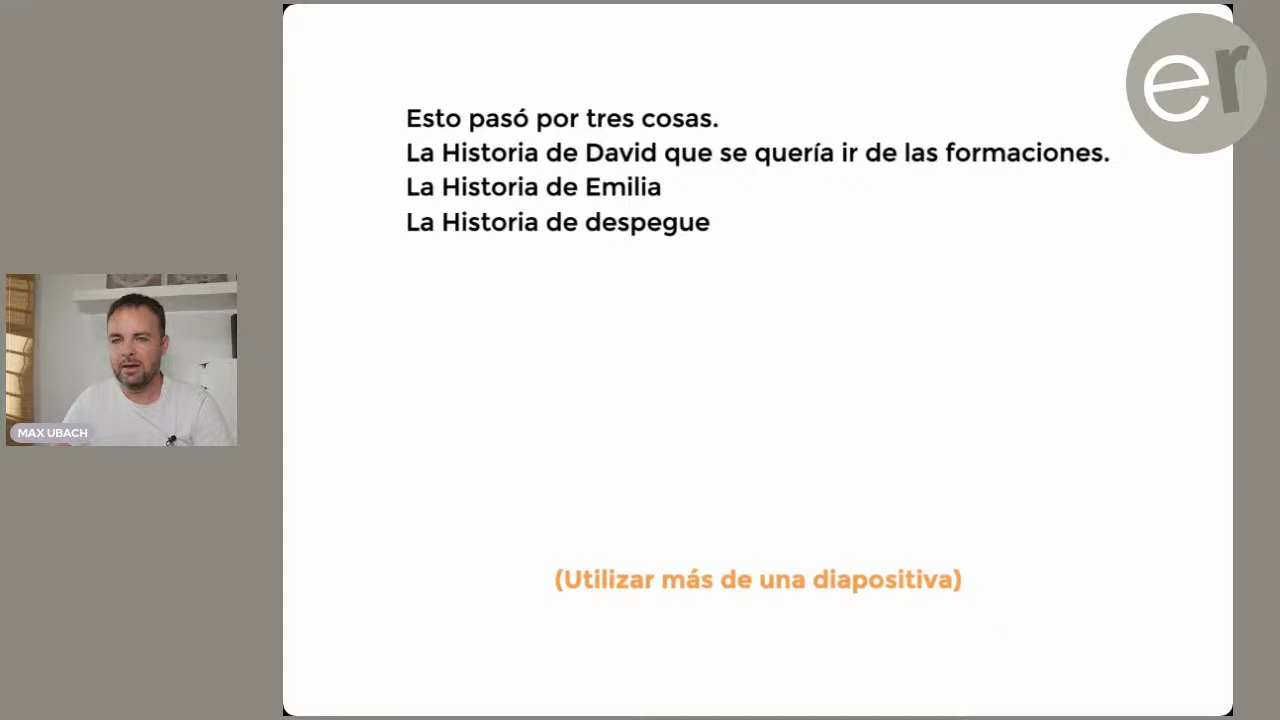 er
Esto pasó por tres cosas.
La Historia de David que se quería ir de las formaciones.
La Historia de Emilia
La Historia de despegue
MAX UBACH
(Utilizar más de una diapositiva)